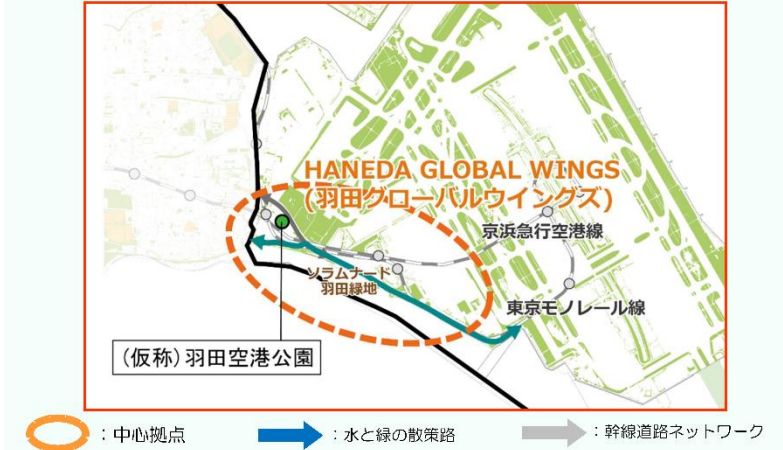 HANEDA GLOBAL WINGS
(羽田グローバルウイングズ)
京浜急行空港線
ソラムナード
羽田緑地
東京モノレール線
(仮称)羽田空港公園
：中心拠点
：水と緑の散策路
：幹線道路ネットワーク